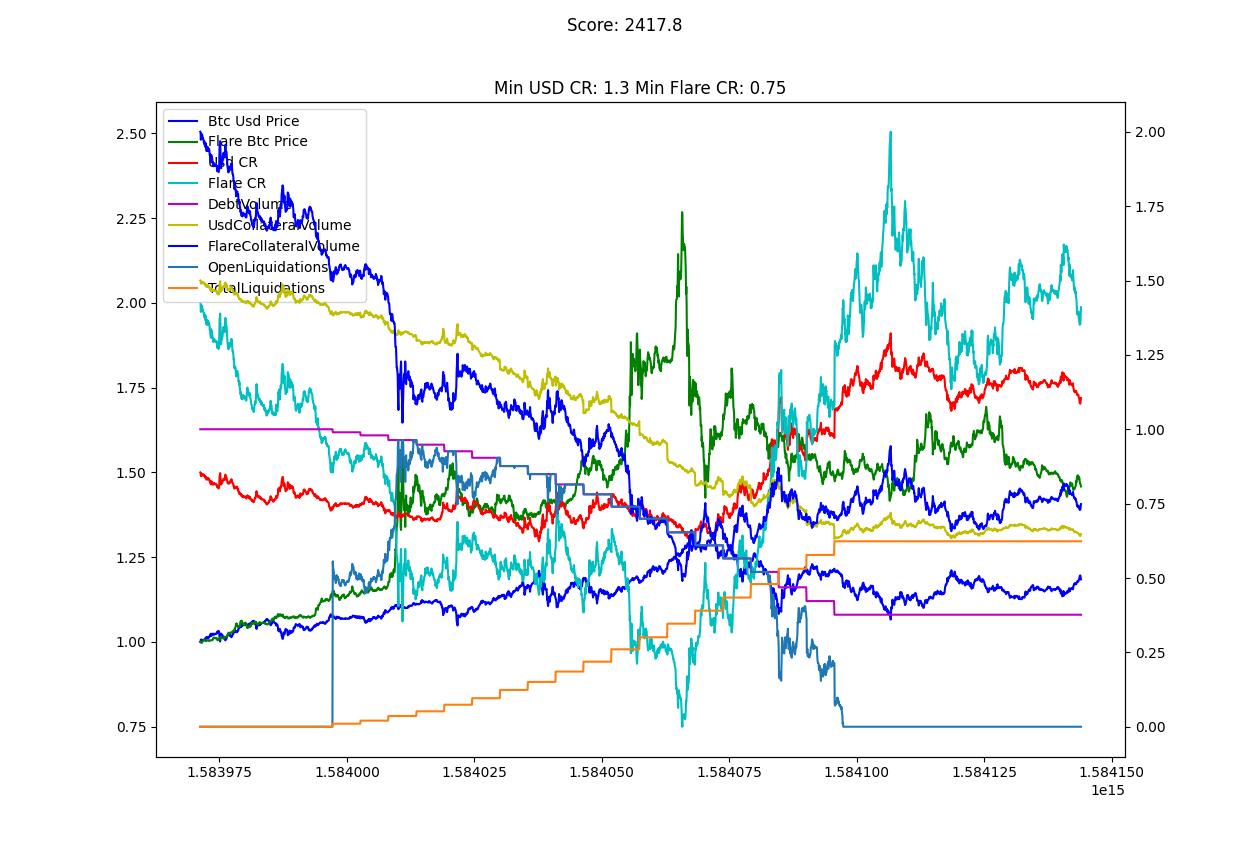 Score: 2417.8
Min USD CR: 1.3 Min Flare CR: 0.75
Btc Usd Price
Flare Btc Price
Usd CR
Flare CR
DebtVolume
UsdCollateralVolume
FlareCollateralVolume
OpenLiquidations
TotalLiquidations
2.50
2.25
2.00
1.75
1.50
1.25
1.00
0.75
2.00
1.75
1.50
1.25
1.00
0.75
0.50
0.25
0.00
1.583975 1.584000 1.584025 1.584050 1.584075 1.584100 1.584125 1.584150
1e15